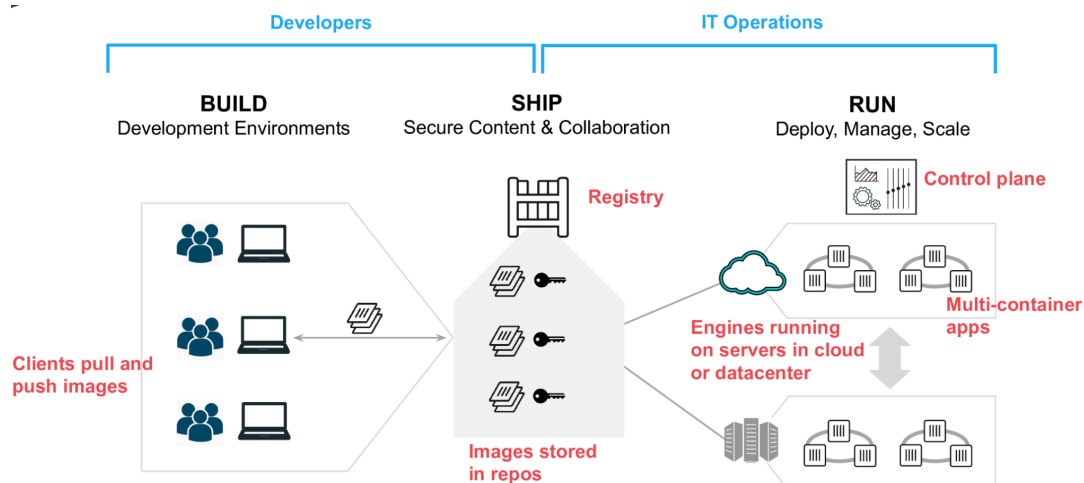 Developers
IT Operations
BUILD
Development Environments
SHIP
Secure Content & Collaboration
RUN
Deploy, Manage, Scale
Registry
Control plane
Clients pull and
push images
Images stored
in repos
Engines running
on servers in cloud
or datacenter
Multi-container
apps